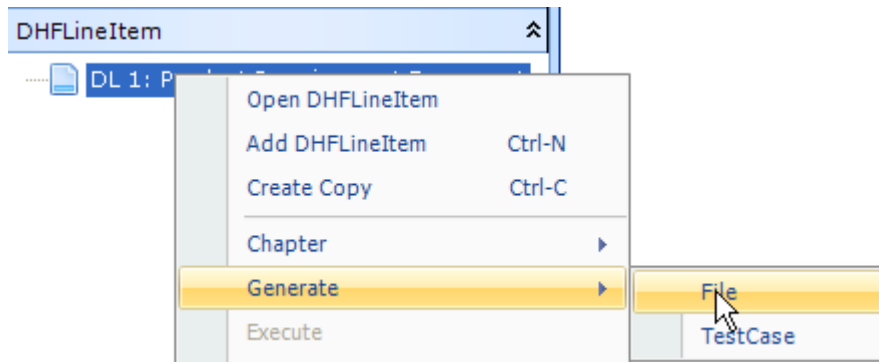 DHFLineItem
DL 1:
Open DHFLineItem
Add DHFLineItem Ctrl-N
Create Copy Ctrl-C
Chapter
Generate
File
Execute
TestCase